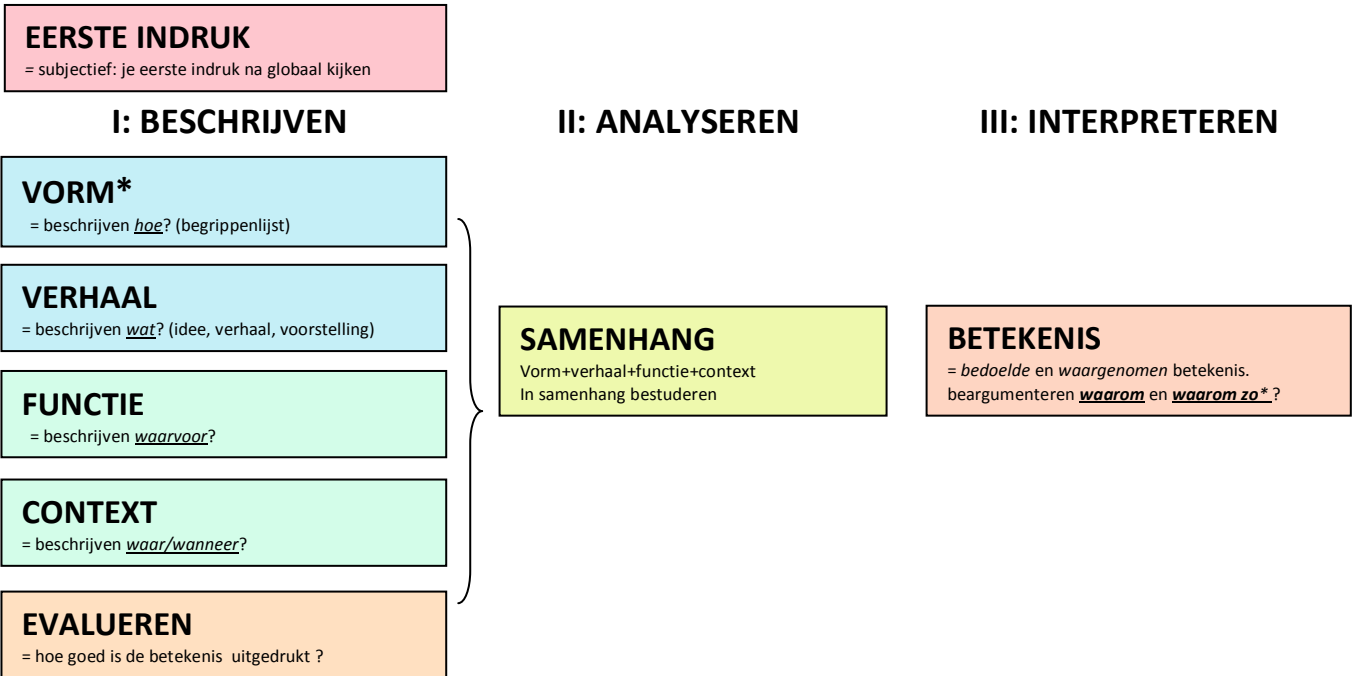 EERSTE INDRUK
= subjectief: je eerste indruk na globaal kijken
I: BESCHRIJVEN
II: ANALYSEREN
III: INTERPRETEREN
VORM*
= beschrijven hoe? (begrippenlijst)
VERHAAL
= beschrijven wat? (idee, verhaal, voorstelling)
FUNCTIE
= beschrijven waarvoor?
CONTEXT
= beschrijven waar/wanneer?
EVALUEREN
= hoe goed is de betekenis uitgedrukt ?
SAMENHANG
Vorm+verhaal+functie+context
In samenhang bestuderen
BETEKENIS
= bedoelde en waargenomen betekenis.
beargumenteren waarom en waarom zo* ?